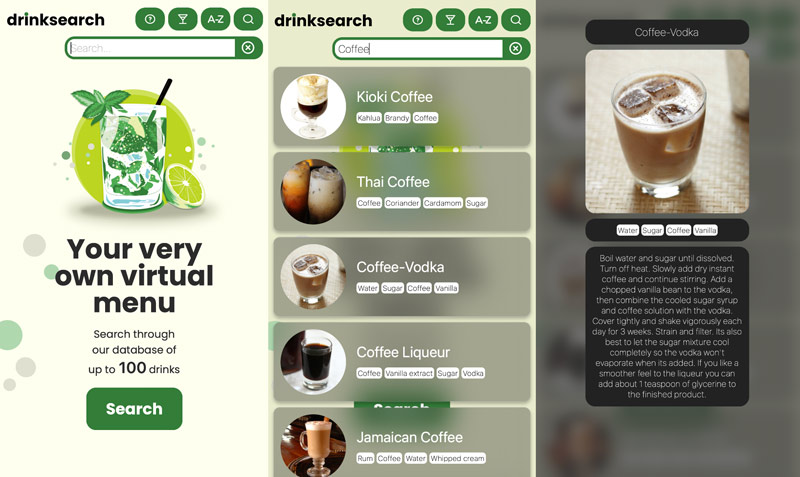 drinksearch
A-Z
Search...
Your very
own virtual
menu
Search through
our database of
up to 100 drinks
Search
drinksearch
A-Z
Coffee
Kioki Coffee
Kahlua Brandy Coffee
Thai Coffee
Coffee Coriander Cardamom Sugar
Coffee-Vodka
Water Sugar Coffee Vanilla
Coffee Liqueur
Coffee Vanilla extract Sugar Vodka
Search
Jamaican Coffee
Rum Coffee Water Whipped cream
Coffee-Vodka
Water Sugar Coffee Vanilla
Boil water and sugar until dissolved.
Turn off heat. Slowly add dry instant
coffee and continue stirring. Add a
chopped vanilla bean to the vodka,
then combine the cooled sugar syrup
and coffee solution with the vodka.
Cover tightly and shake vigorously each
day for 3 weeks. Strain and filter. Its also
best to let the sugar mixture cool
completely so the vodka won't
evaporate when its added. If you like a
smoother feel to the liqueur you can
add about 1 teaspoon of glycerine to
the finished product.